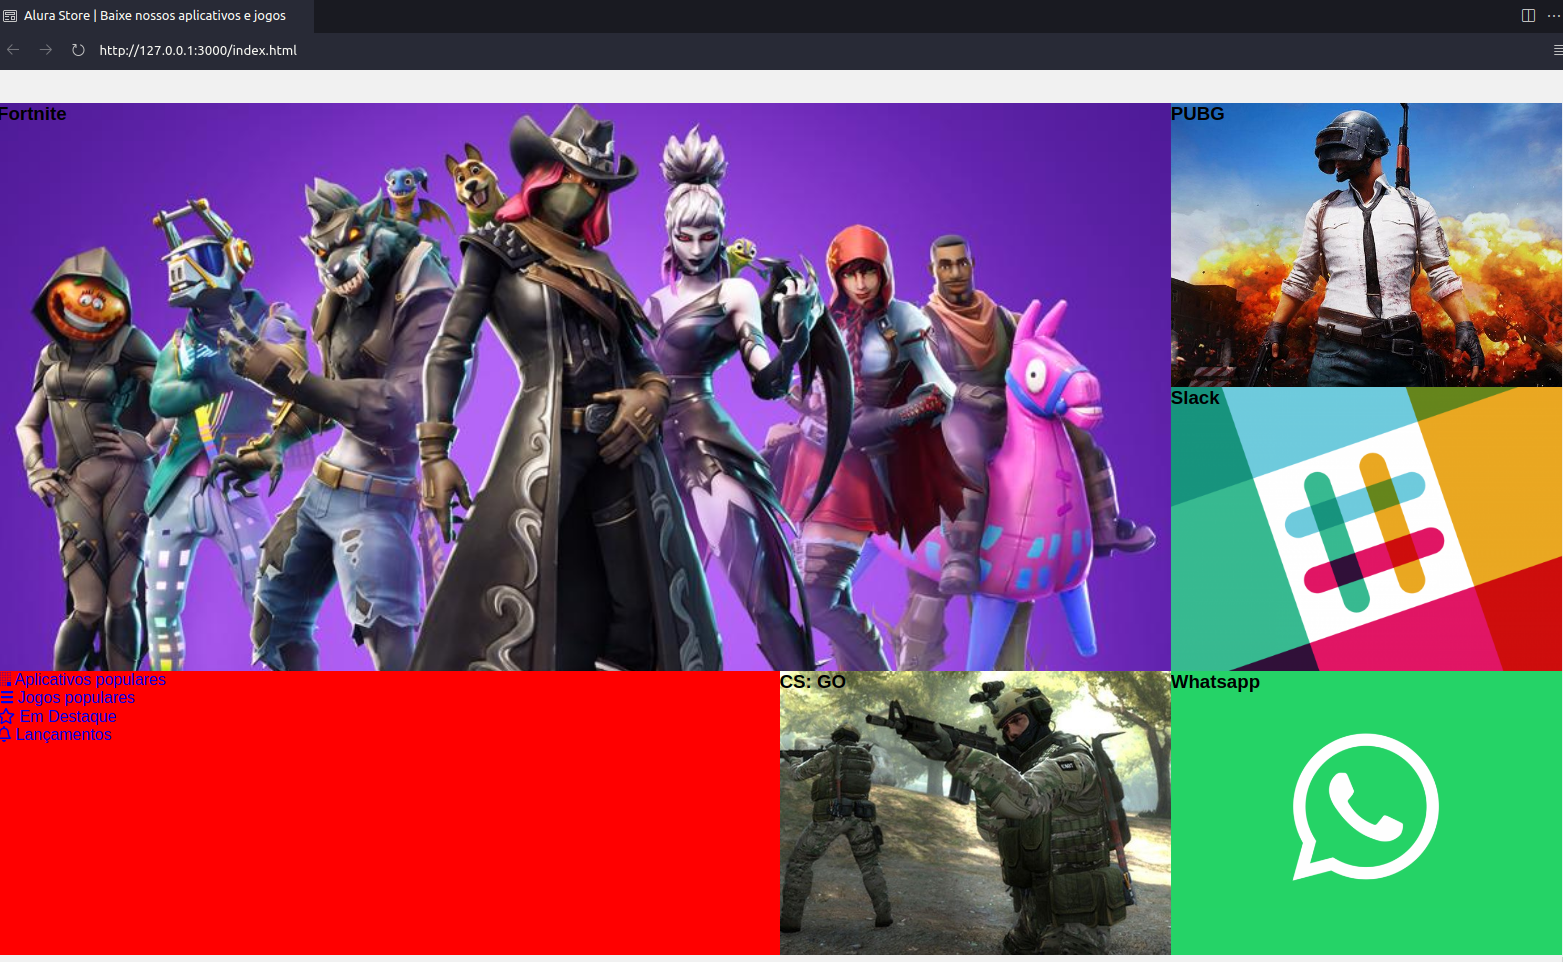 Alura Store | Baixe nossos aplicativos e jogos
http://127.0.0.1:3000/index.html
Fortnite
PUBG
Slack
Aplicativos populares
Jogos populares
Em Destaque
Lançamentos
CS: GO
Whatsapp